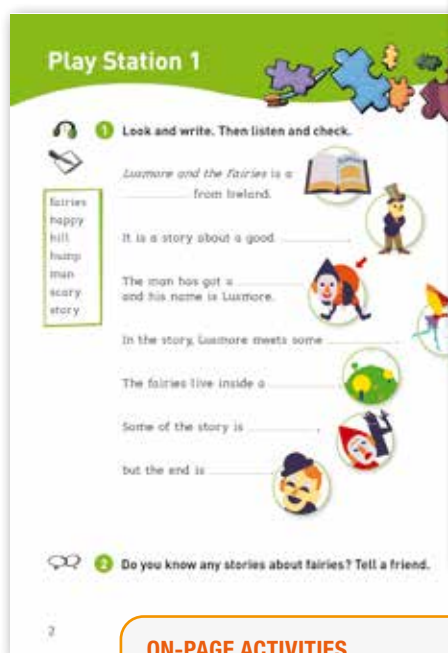 Play Station 1
1 Look and write. Then listen and check.
fairies
happy
hill
hump
man
scary
story
Lusmore and the Fairies is a
from Ireland.
It is a story about a good
The man has got a
and his name is Lusmore.
In the story, Lusmore meets some
The fairies live inside a
Some of the story is
but the end is
2 Do you know any stories about fairies? Tell a friend.
2
ON-PAGE ACTIVITIES